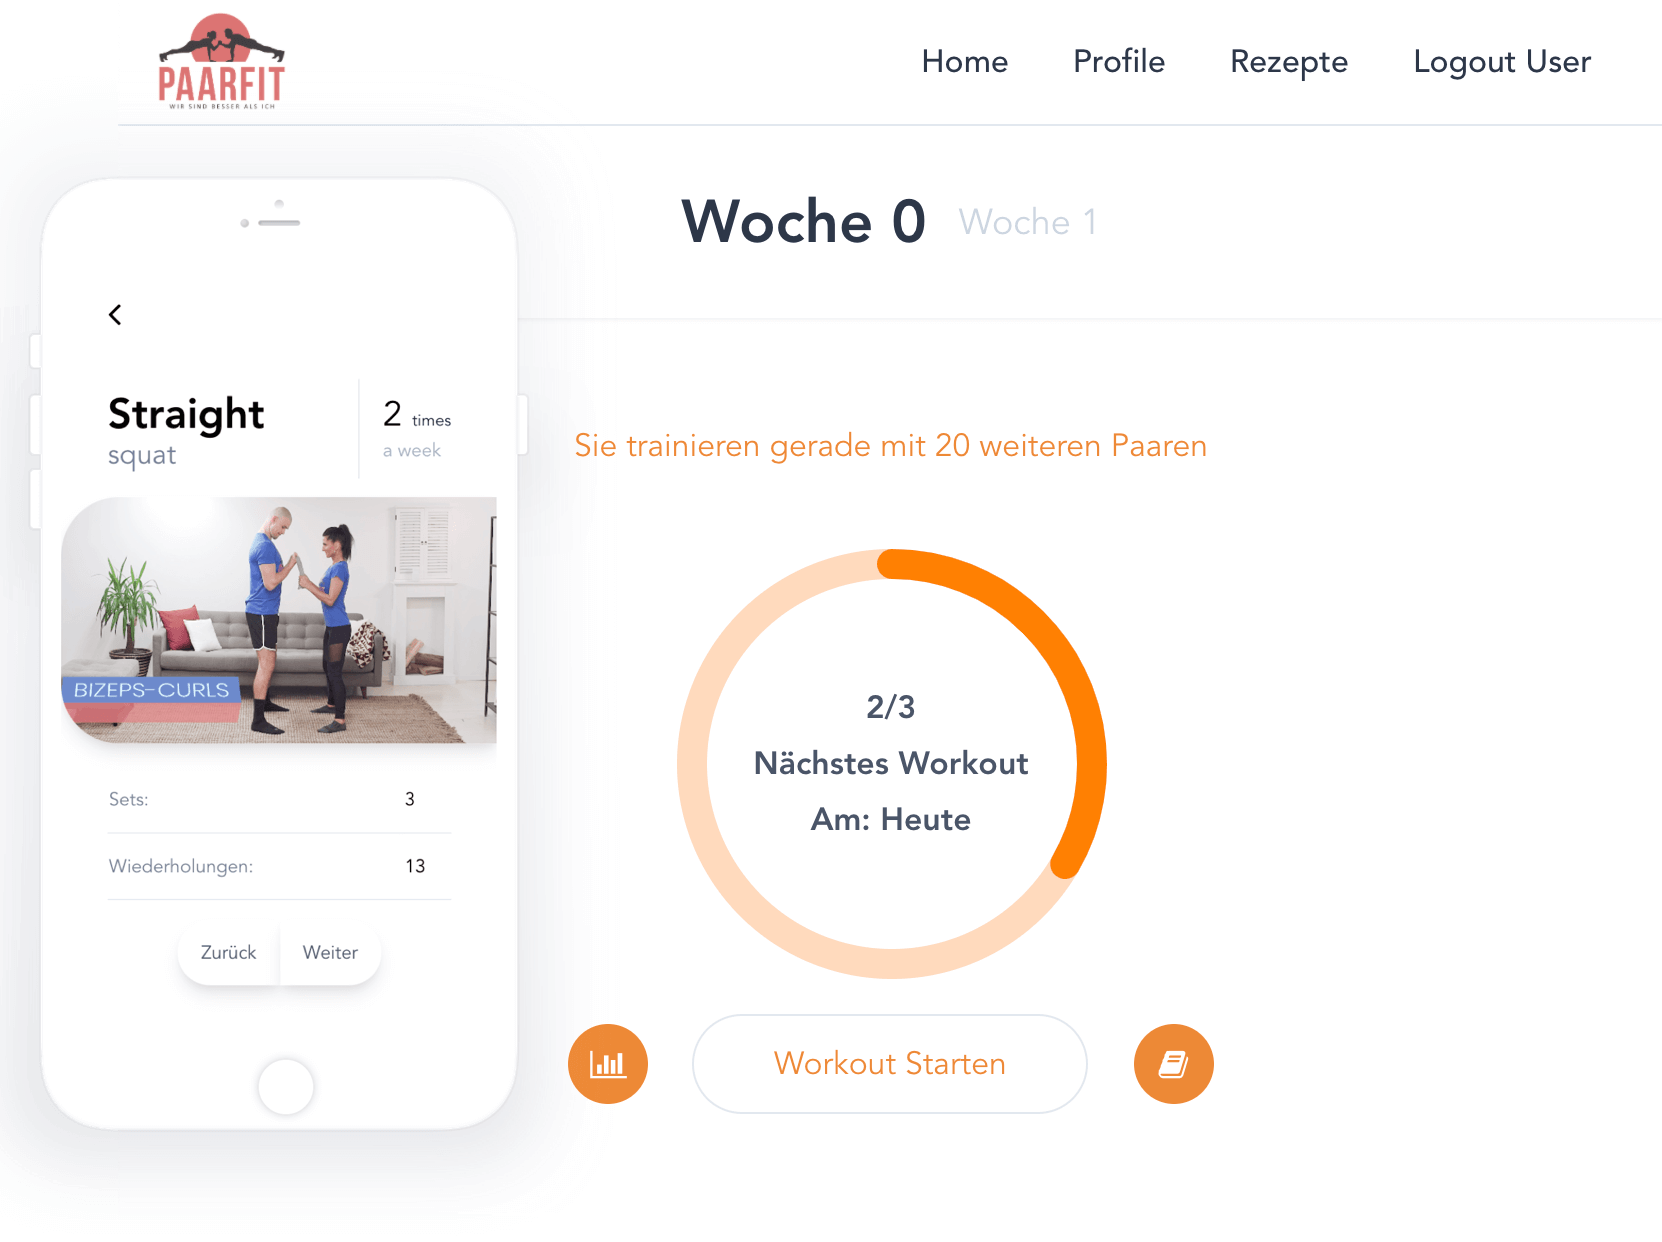 PAARFIT
WIR SIND BESSER ALS ICH
Home Profile Rezepte Logout User
Woche 0 Woche 1
Straight
squat
2 times
a week
BIZEPS-CURLS
Sets: 3
Wiederholungen: 13
Zurück Weiter
Sie trainieren gerade mit 20 weiteren Paaren
2/3
Nächstes Workout
Am: Heute
Workout Starten